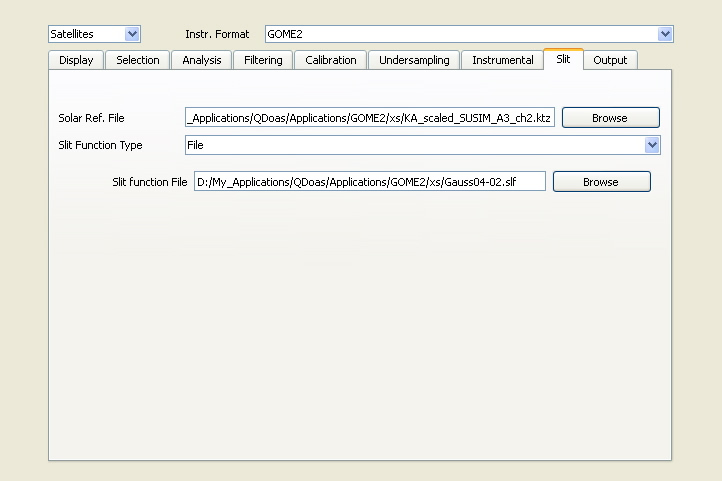 Satellites Instr. Format GOME2
Display Selection Analysis Filtering Calibration Undersampling Instrumental Slit Output
Solar Ref. File _Applications/QDoas/Applications/GOME2/xs/KA_scaled_SUSIM_A3_ch2.ktz Browse
Slit Function Type File
Slit function File D:/My_Applications/QDoas/Applications/GOME2/xs/Gauss04-02.slf Browse